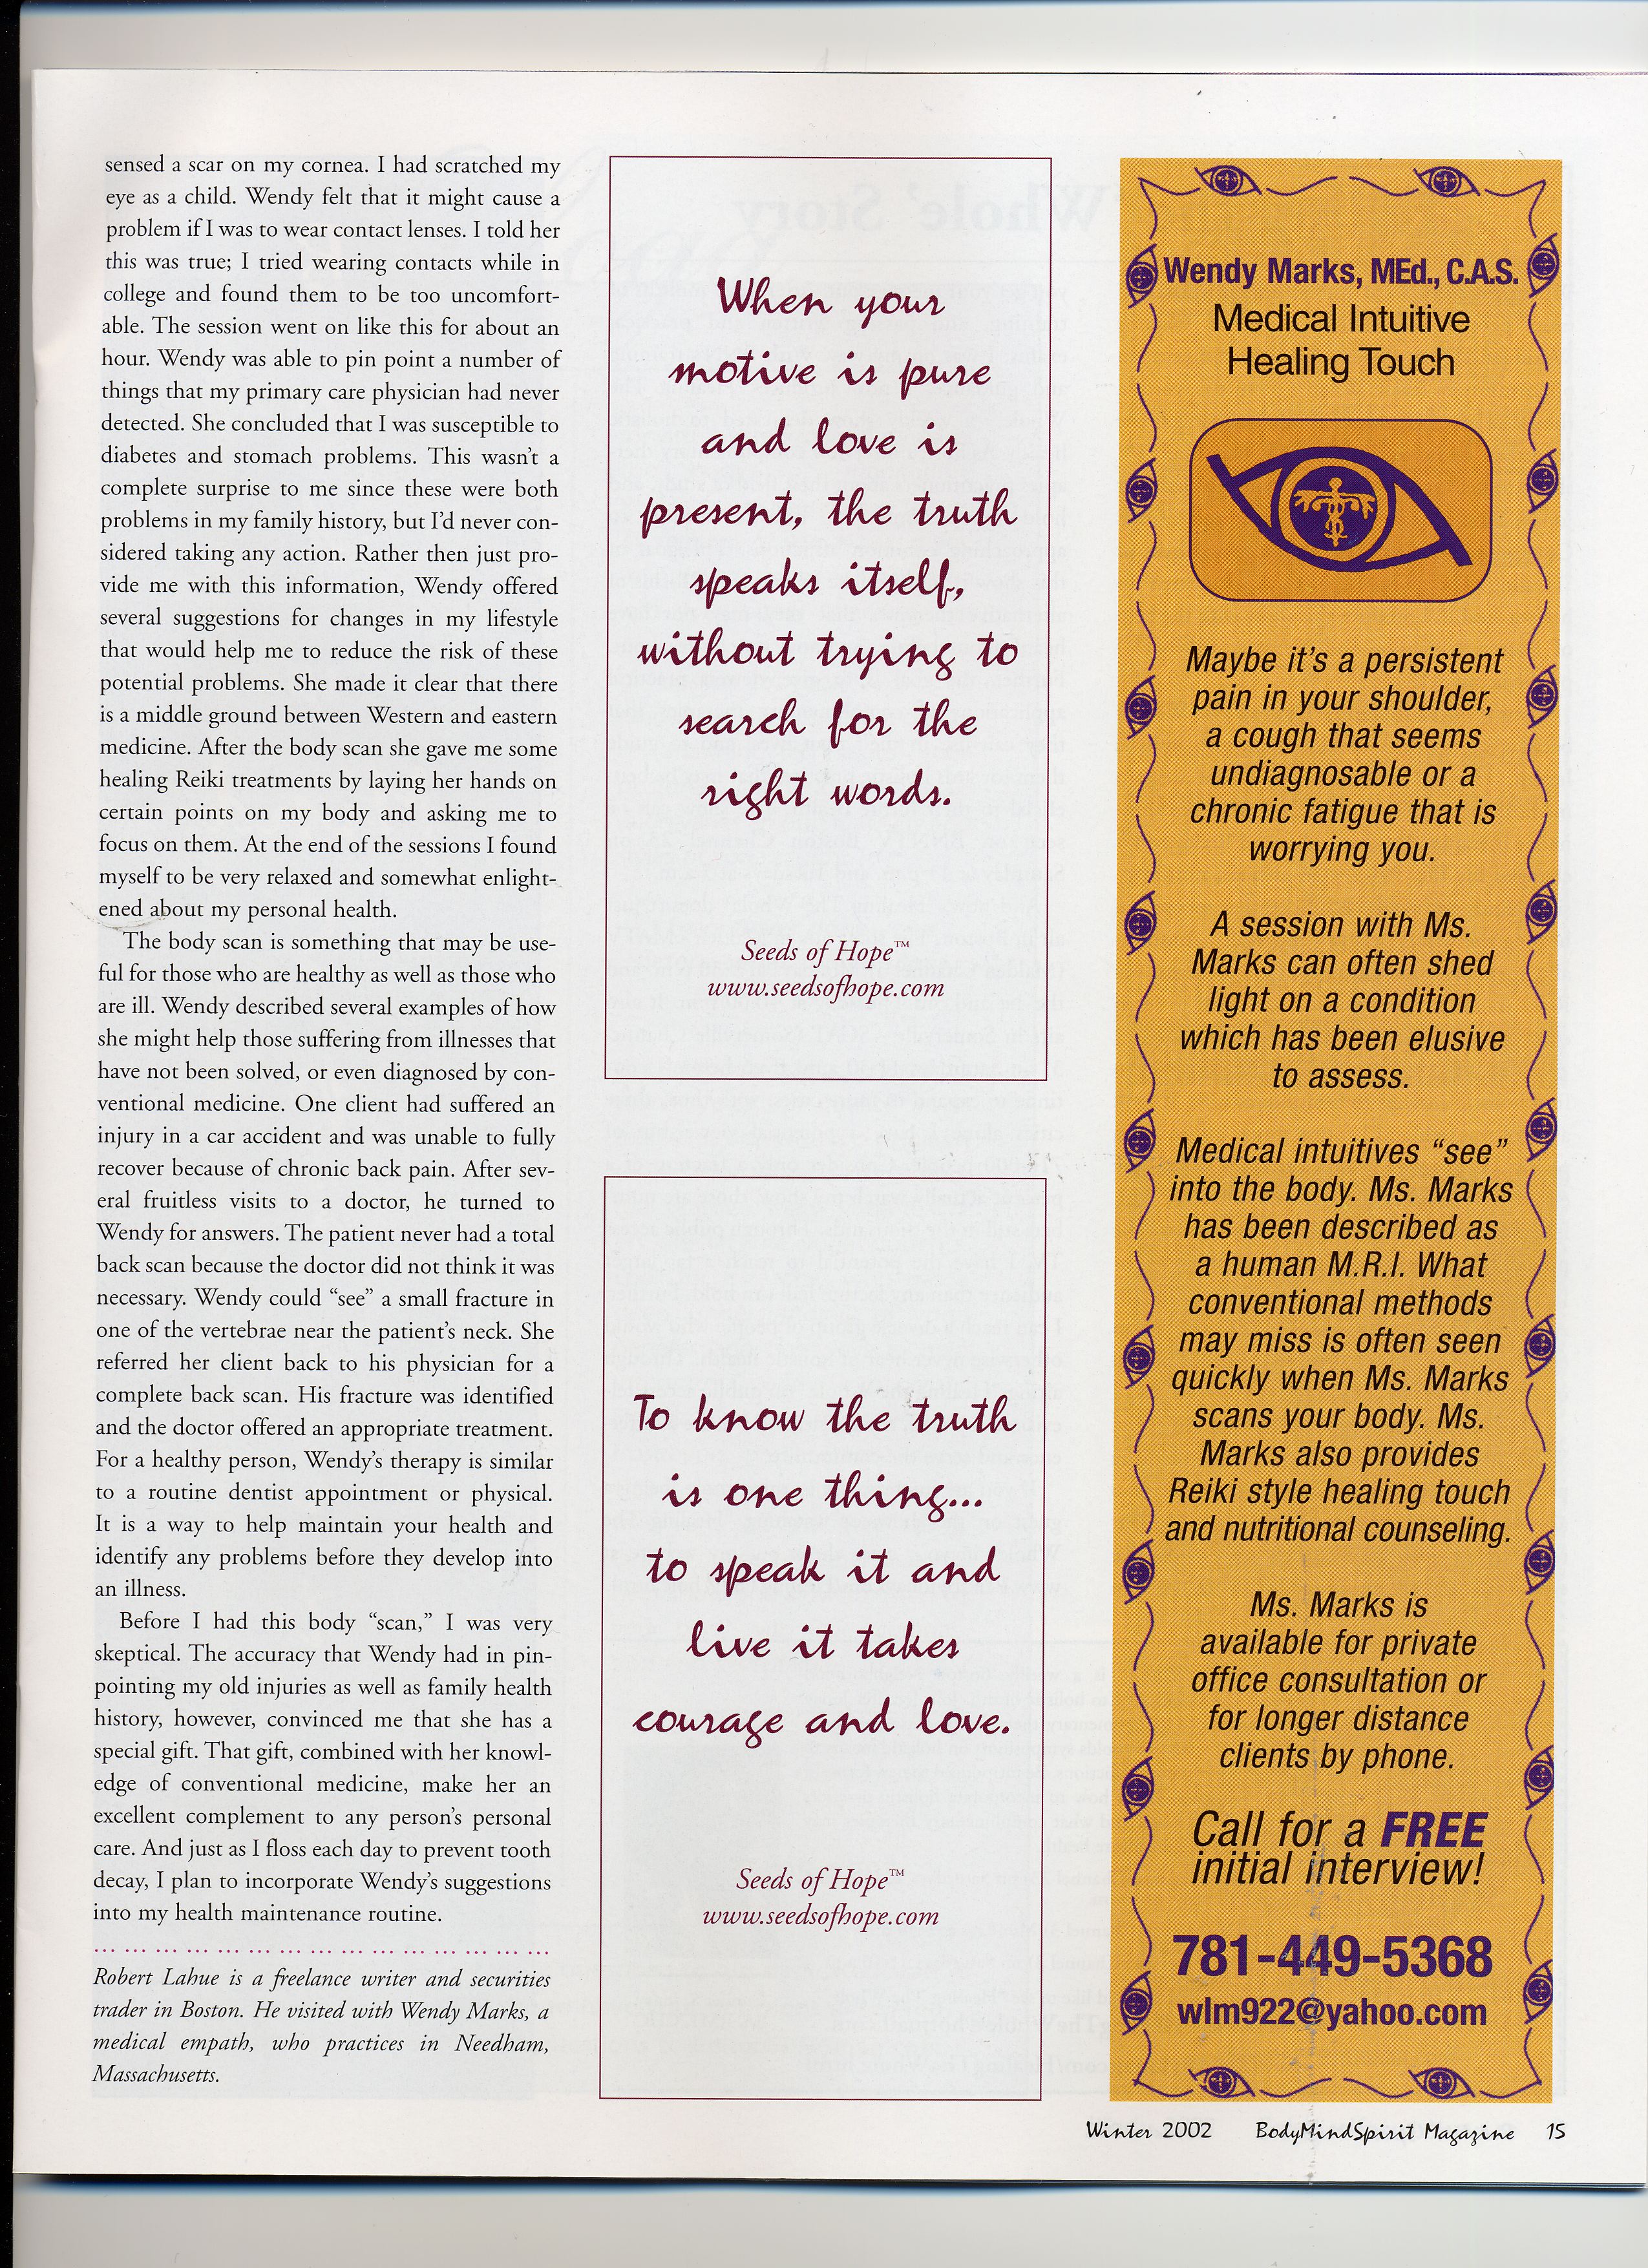 sensed a scar on my cornea. I had scratched my
eye as a child. Wendy felt that it might cause a
problem if I was to wear contact lenses. I told her
this was true; I tried wearing contacts while in
college and found them to be too uncomfort-
able. The session went on like this for about an
hour. Wendy was able to pin point a number of
things that my primary care physician had never
detected. She concluded that I was susceptible to
diabetes and stomach problems. This wasn't a
complete surprise to me since these were both
problems in my family history, but I'd never con-
sidered taking any action. Rather then just pro-
vide me with this information, Wendy offered
several suggestions for changes in my lifestyle
that would help me to reduce the risk of these
potential problems. She made it clear that there
is a middle ground between Western and eastern
medicine. After the body scan she gave me some
healing Reiki treatments by laying her hands on
certain points on my body and asking me to
focus on them. At the end of the sessions I found
myself to be very relaxed and somewhat enlight-
ened about my personal health.
The body scan is something that may be use-
ful for those who are healthy as well as those who
are ill. Wendy described several examples of how
she might help those suffering from illnesses that
have not been solved, or even diagnosed by con-
ventional medicine. One client had suffered an
injury in a car accident and was unable to fully
recover because of chronic back pain. After sev-
eral fruitless visits to a doctor, he turned to
Wendy for answers. The patient never had a total
back scan because the doctor did not think it was
necessary. Wendy could "see" a small fracture in
one of the vertebrae near the patient's neck. She
referred her client back to his physician for a
complete back scan. His fracture was identified
and the doctor offered an appropriate treatment.
For a healthy person, Wendy's therapy is similar
to a routine dentist appointment or physical.
It is a way to help maintain your health and
identify any problems before they develop into
an illness.
Before I had this body "scan," I was very
skeptical. The accuracy that Wendy had in pin-
pointing my old injuries as well as family health
history, however, convinced me that she has a
special gift. That gift, combined with her knowl-
edge of conventional medicine, make her an
excellent complement to any person's personal
care. And just as I floss each day to prevent tooth
decay, I plan to incorporate Wendy's suggestions
into my health maintenance routine.
Robert Lahue is a freelance writer and securities
trader in Boston. He visited with Wendy Marks, a
medical empath, who practices in Needham,
Massachusetts.
When your
motive is pure
and love is
present, the truth
speaks itself,
without trying to
search for the
right words.
Seeds of Hope™
www.seedsofhope.com
To know the truth
is one thing...
to speak it and
live it takes
courage and love.
Seeds of Hope™
www.seedsofhope.com
Wendy Marks, MEd., C.A.S.
Medical Intuitive
Healing Touch
Maybe it's a persistent
pain in your shoulder,
a cough that seems
undiagnosable or a
chronic fatigue that is
worrying you.
A session with Ms.
Marks can often shed
light on a condition
which has been elusive
to assess.
Medical intuitives "see"
into the body. Ms. Marks
has been described as
a human M.R.I. What
conventional methods
may miss is often seen
quickly when Ms. Marks
scans your body. Ms.
Marks also provides
Reiki style healing touch
and nutritional counseling.
Ms. Marks is
available for private
office consultation or
for longer distance
clients by phone.
Call for a FREE
initial interview!
781-449-5368
wlm922@yahoo.com
Winter 2002 BodyMindSpirit Magazine 15